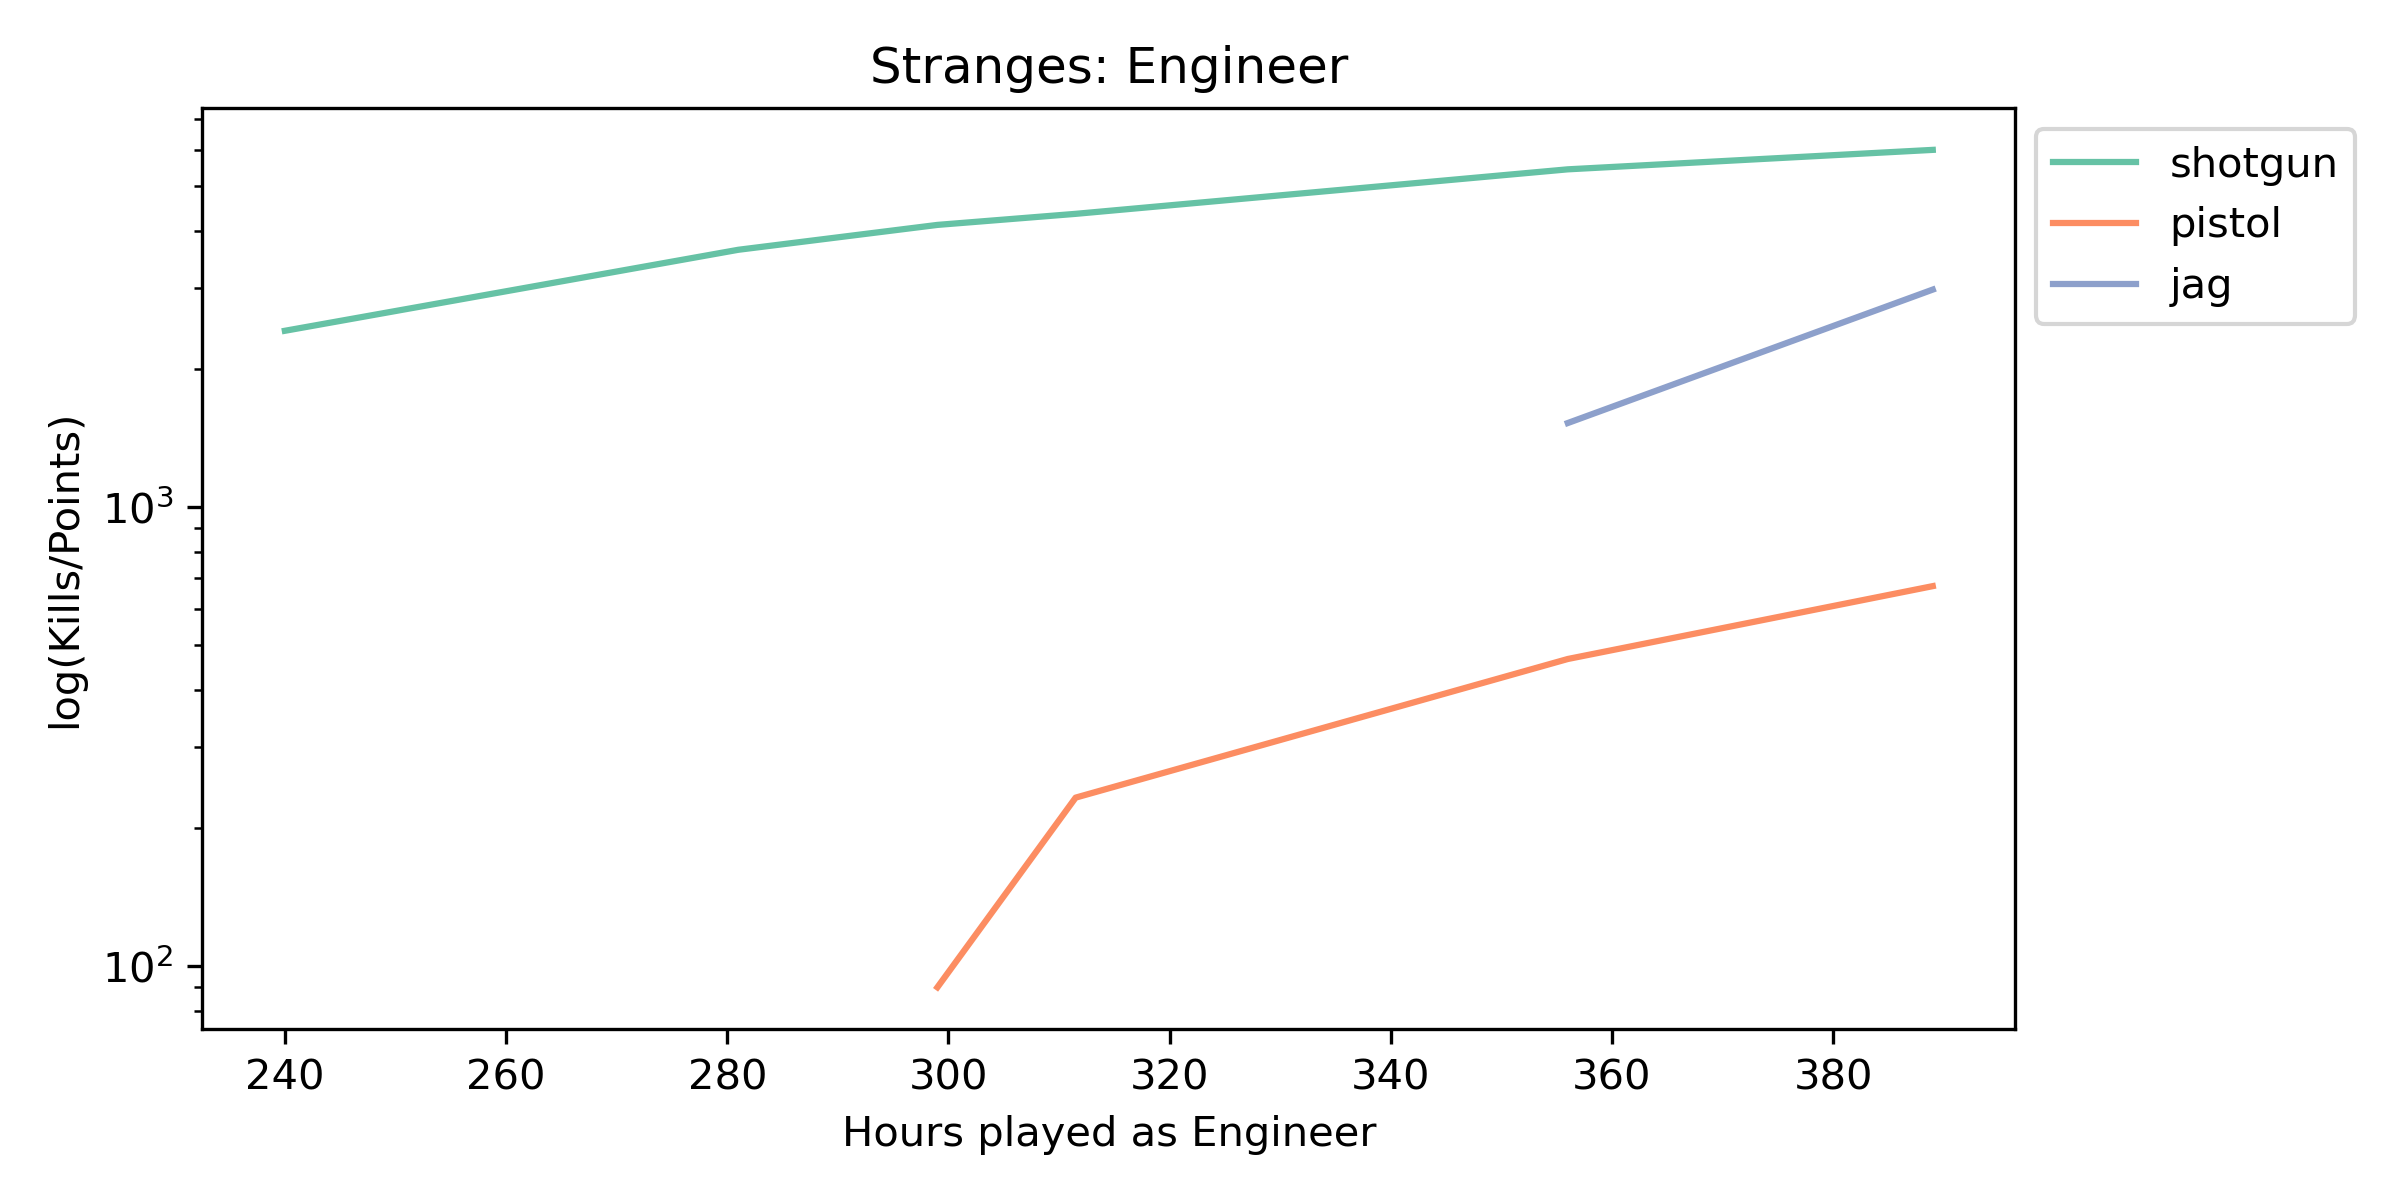 Stranges: Engineer
shotgun
pistol
jag
log(Kills/Points)
10³
10²
240 260 280 300 320 340 360 380
Hours played as Engineer